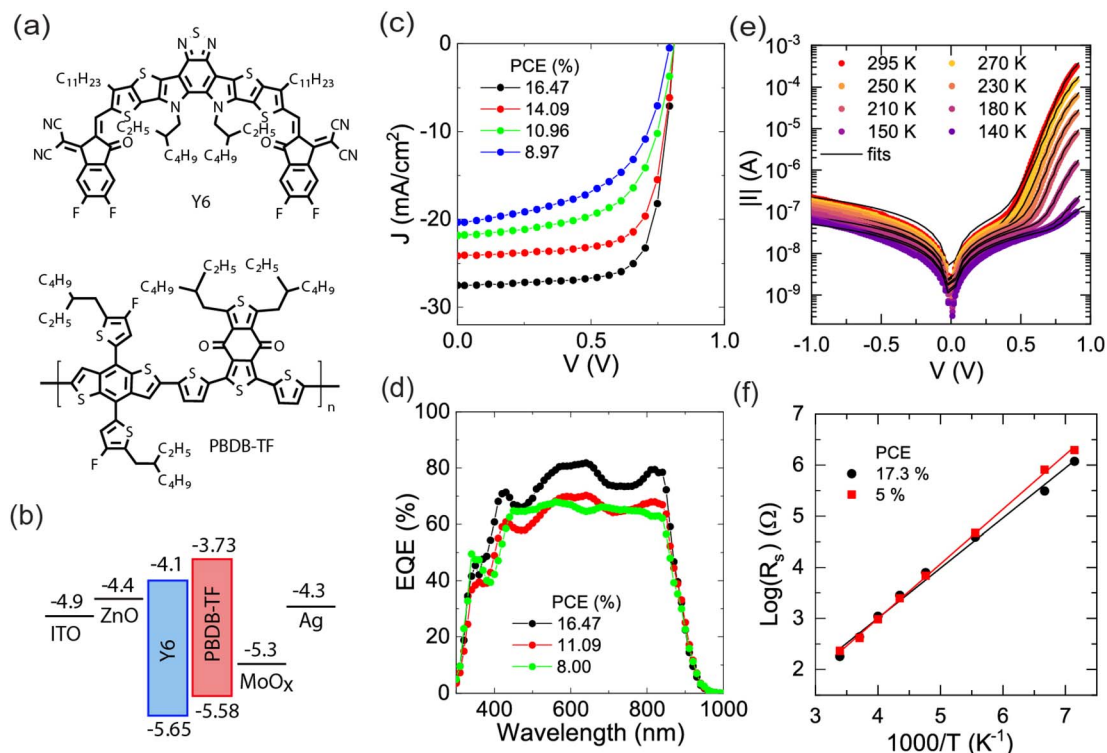 (a)
S
N N
C11H23 C11H23
S S
S S
N N
CN C2H5 C2H5 CN
NC O O CN
C4H9 C4H9
F F F F
Y6
C4H9
C2H5
F
S
C2H5 C2H5
C4H9 C4H9
S
O O
S S S S
S
n
S
F
C2H5
C4H9
PBDB-TF
(b)
-4.9
ITO
-4.4
ZnO
-4.1
Y6
-5.65
-3.73
PBDB-TF
-5.58
-5.3
MoOx
-4.3
Ag
(c)
PCE (%)
16.47
14.09
10.96
8.97
0
-10
-20
-30
J (mA/cm2)
0.0 0.5 1.0
V (V)
(d)
100
80
60
40
20
0
EQE (%)
PCE (%)
16.47
11.09
8.00
400 600 800 1000
Wavelength (nm)
(e)
295 K 270 K
250 K 230 K
210 K 180 K
150 K 140 K
fits
10-3
10-4
10-5
10-6
10-7
10-8
10-9
|I| (A)
-1.0 -0.5 0.0 0.5 1.0
V (V)
(f)
PCE
17.3 %
5 %
7
6
5
4
3
2
Log(Rs) (Ω)
3 4 5 6 7
1000/T (K-1)